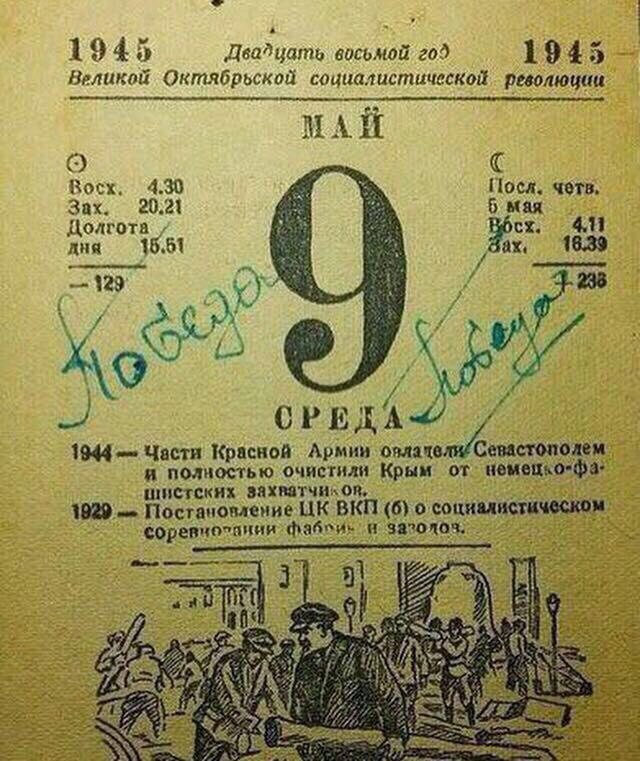 1945 Двадцать восьмой год 1945
Великой Октябрьской социалистической революции
МАЙ
Восх. 4.30
Зах. 20.21
Долгота
дня 15.51
— 129
9
Посл. четв.
5 мая
Восх. 4.11
Зах. 16.39
+ 236
Победа
Победа
СРЕДА
1944 — Части Красной Армии овладели Севастополем
и полностью очистили Крым от немецко-фа-
шистских захватчиков.
1929 — Постановление ЦК ВКП (б) о социалистическом
соревновании фабрик и заводов.